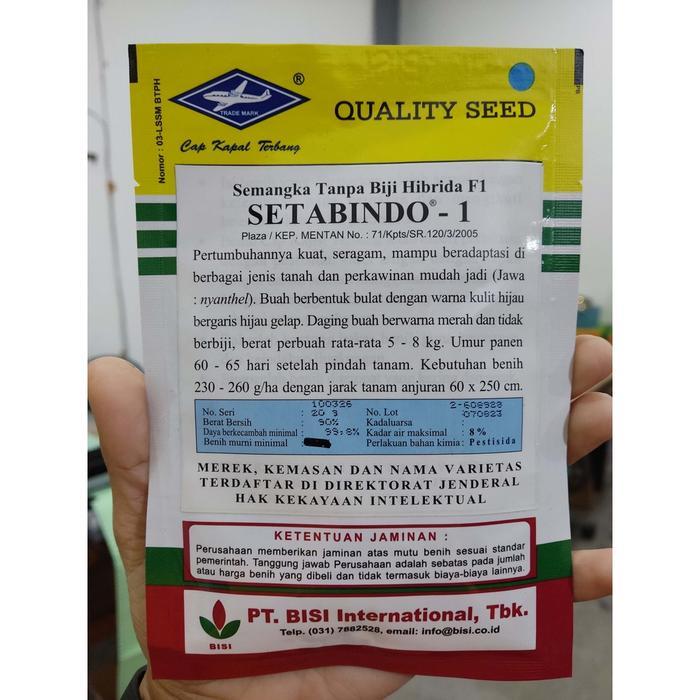 Nomor : 03-LSSM BTPH
®
TRADE MARK
Cap Kapal Terbang
QUALITY SEED
Semangka Tanpa Biji Hibrida F1
SETABINDO® - 1
Plaza / KEP. MENTAN No. : 71/Kpts/SR.120/3/2005
Pertumbuhannya kuat, seragam, mampu beradaptasi di
berbagai jenis tanah dan perkawinan mudah jadi (Jawa
: nyanthel). Buah berbentuk bulat dengan warna kulit hijau
bergaris hijau gelap. Daging buah berwarna merah dan tidak
berbiji, berat perbuah rata-rata 5 - 8 kg. Umur panen
60 - 65 hari setelah pindah tanam. Kebutuhan benih
230 - 260 g/ha dengan jarak tanam anjuran 60 x 250 cm.
No. Seri : 100326
Berat Bersih : 20 g
Daya berkecambah minimal : 90%
Benih murni minimal : 99,8%
No. Lot : 2-608928
Kadaluarsa : 070823
Kadar air maksimal : 8 %
Perlakuan bahan kimia : Pestisida
MEREK, KEMASAN DAN NAMA VARIETAS
TERDAFTAR DI DIREKTORAT JENDERAL
HAK KEKAYAAN INTELEKTUAL
KETENTUAN JAMINAN :
Perusahaan memberikan jaminan atas mutu benih sesuai standar
pemerintah. Tanggung jawab Perusahaan adalah sebatas pada jumlah
atau harga benih yang dibeli dan tidak termasuk biaya-biaya lainnya.
BISI
PT. BISI International, Tbk.
Telp. (031) 7882528, email: info@bisi.co.id